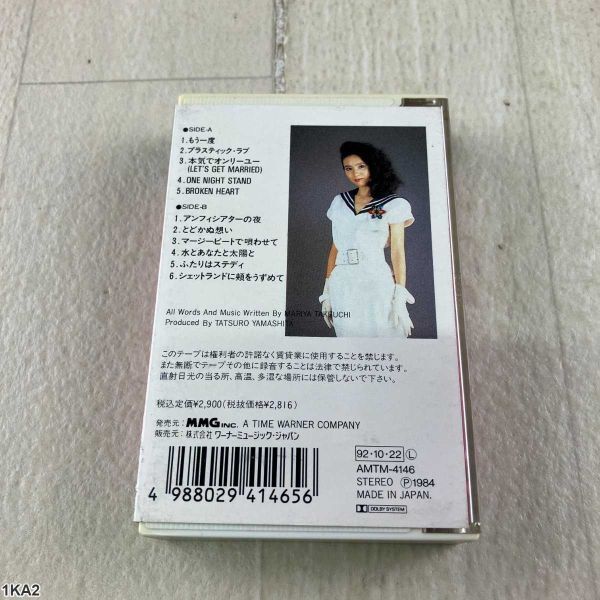 ●SIDE-A
1.もう一度
2.プラスティック・ラブ
3.本気でオンリーユー
(LET'S GET MARRIED)
4.ONE NIGHT STAND
5.BROKEN HEART
●SIDE-B
1.アンフィシアターの夜
2.とどかぬ想い
3.マージービートで唄わせて
4.水とあなたと太陽と
5.ふたりはステディ
6.シェットランドに頬をうずめて
All Words And Music Written By MARIYA TAKEUCHI
Produced By TATSURO YAMASHITA
このテープは権利者の許諾なく賃貸業に使用することを禁じます。
また無断でテープその他に録音することは法律で禁じられています。
直射日光の当る所、高温、多湿な場所には保管しないで下さい。
税込定価¥2,900(税抜価格¥2,816)
発売元: MMG INC. A TIME WARNER COMPANY
販売元: 株式会社 ワーナーミュージック・ジャパン
92・10・22 Ⓛ
AMTM-4146
STEREO Ⓟ1984
MADE IN JAPAN.
DOLBY SYSTEM
4 988029 414656
1KA2